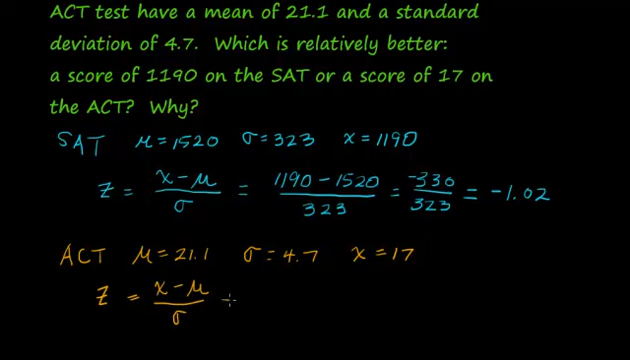 ACT test have a mean of 21.1 and a standard
deviation of 4.7. Which is relatively better:
a score of 1190 on the SAT or a score of 17 on
the ACT? Why?
SAT μ=1520 σ=323 x=1190
z = (x-μ)/σ = (1190-1520)/323 = -330/323 = -1.02
ACT μ=21.1 σ=4.7 x=17
z = (x-μ)/σ